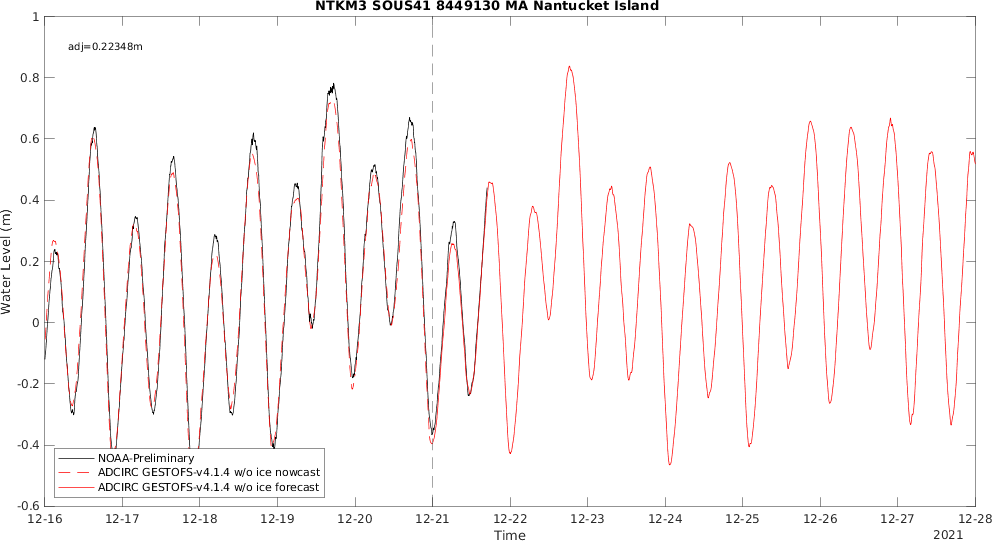 NTKM3 SOUS41 8449130 MA Nantucket Island
adj=0.22348m
Water Level (m)
1
0.8
0.6
0.4
0.2
0
-0.2
-0.4
-0.6
NOAA-Preliminary
ADCIRC GESTOFS-v4.1.4 w/o ice nowcast
ADCIRC GESTOFS-v4.1.4 w/o ice forecast
12-16 12-17 12-18 12-19 12-20 12-21 12-22 12-23 12-24 12-25 12-26 12-27 12-28
Time
2021